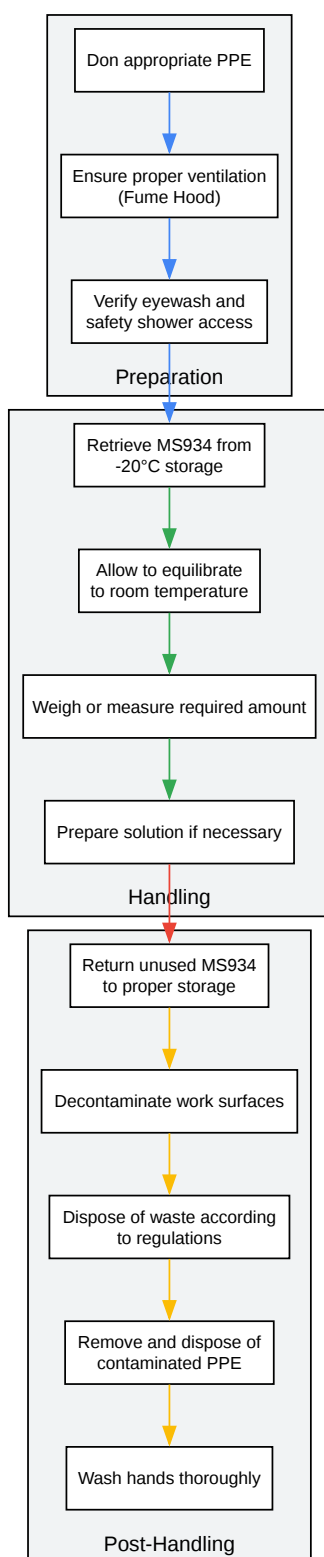 Don appropriate PPE
Ensure proper ventilation
(Fume Hood)
Verify eyewash and
safety shower access
Preparation
Retrieve MS934 from
-20°C storage
Allow to equilibrate
to room temperature
Weigh or measure required amount
Prepare solution if necessary
Handling
Return unused MS934
to proper storage
Decontaminate work surfaces
Dispose of waste according
to regulations
Remove and dispose of
contaminated PPE
Wash hands thoroughly
Post-Handling